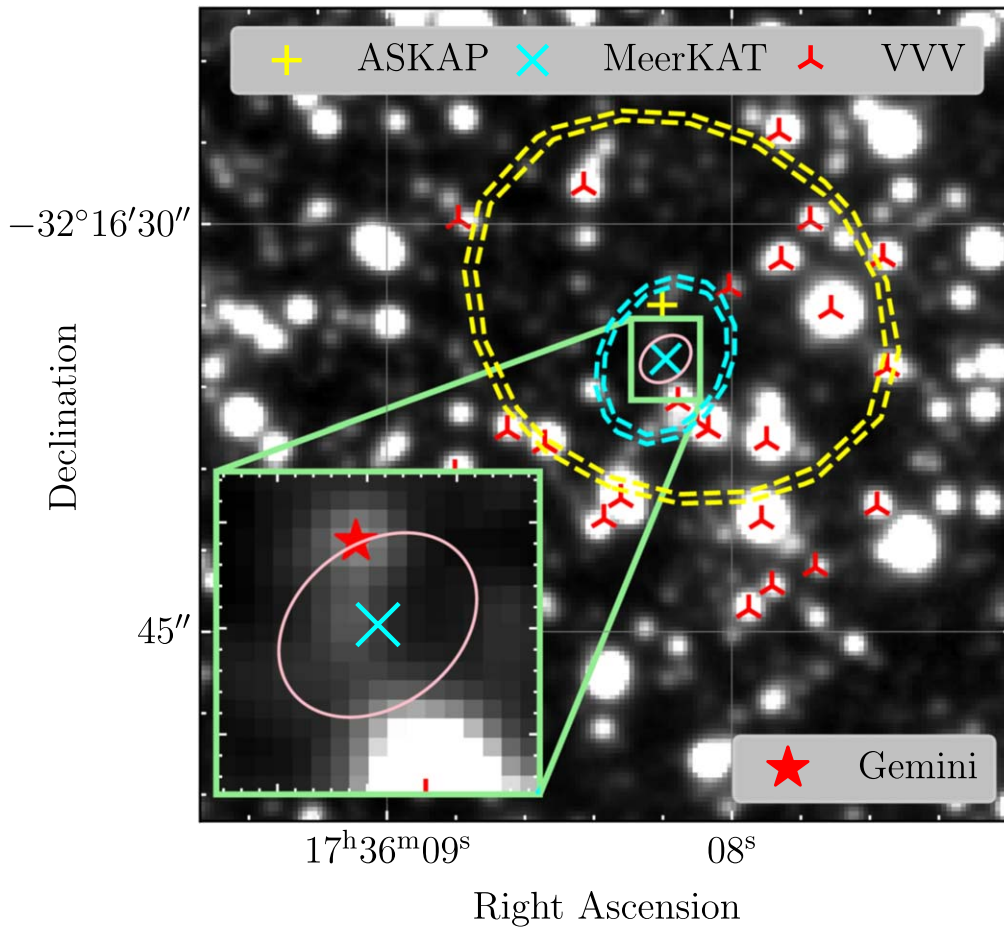 ASKAP MeerKAT VVV
−32°16′30″
Declination
45″
Gemini
17ʰ36ᵐ09ˢ 08ˢ
Right Ascension